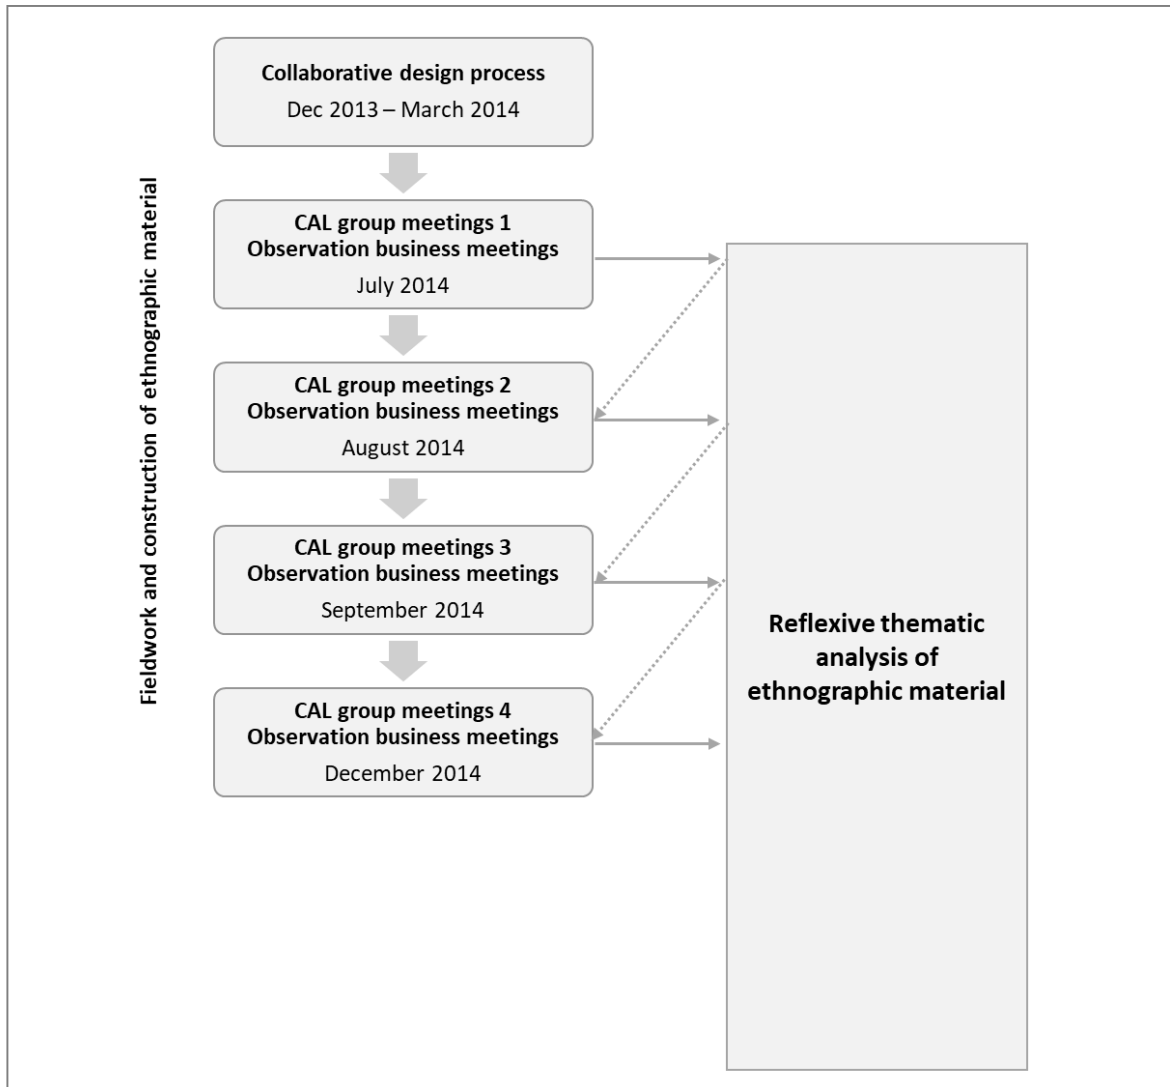 Collaborative design process
Dec 2013 – March 2014
Fieldwork and construction of ethnographic material
CAL group meetings 1
Observation business meetings
July 2014
CAL group meetings 2
Observation business meetings
August 2014
CAL group meetings 3
Observation business meetings
September 2014
CAL group meetings 4
Observation business meetings
December 2014
Reflexive thematic
analysis of
ethnographic material